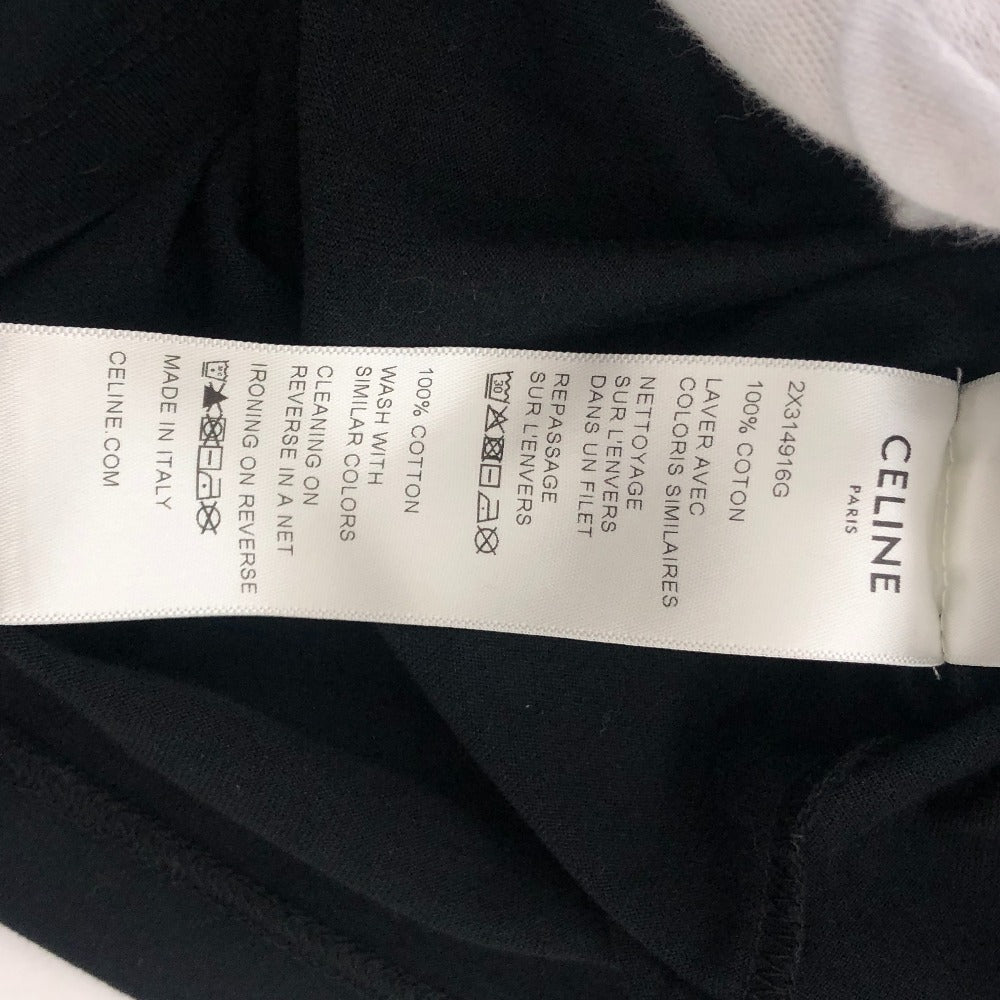 CELINE
PARIS
2X314916G
100% COTON
LAVER AVEC
COLORIS SIMILAIRES
NETTOYAGE
SUR L'ENVERS
DANS UN FILET
REPASSAGE
SUR L'ENVERS
30
100% COTTON
WASH WITH
SIMILAR COLORS
CLEANING ON
REVERSE IN A NET
IRONING ON REVERSE
MADE IN ITALY
CELINE.COM